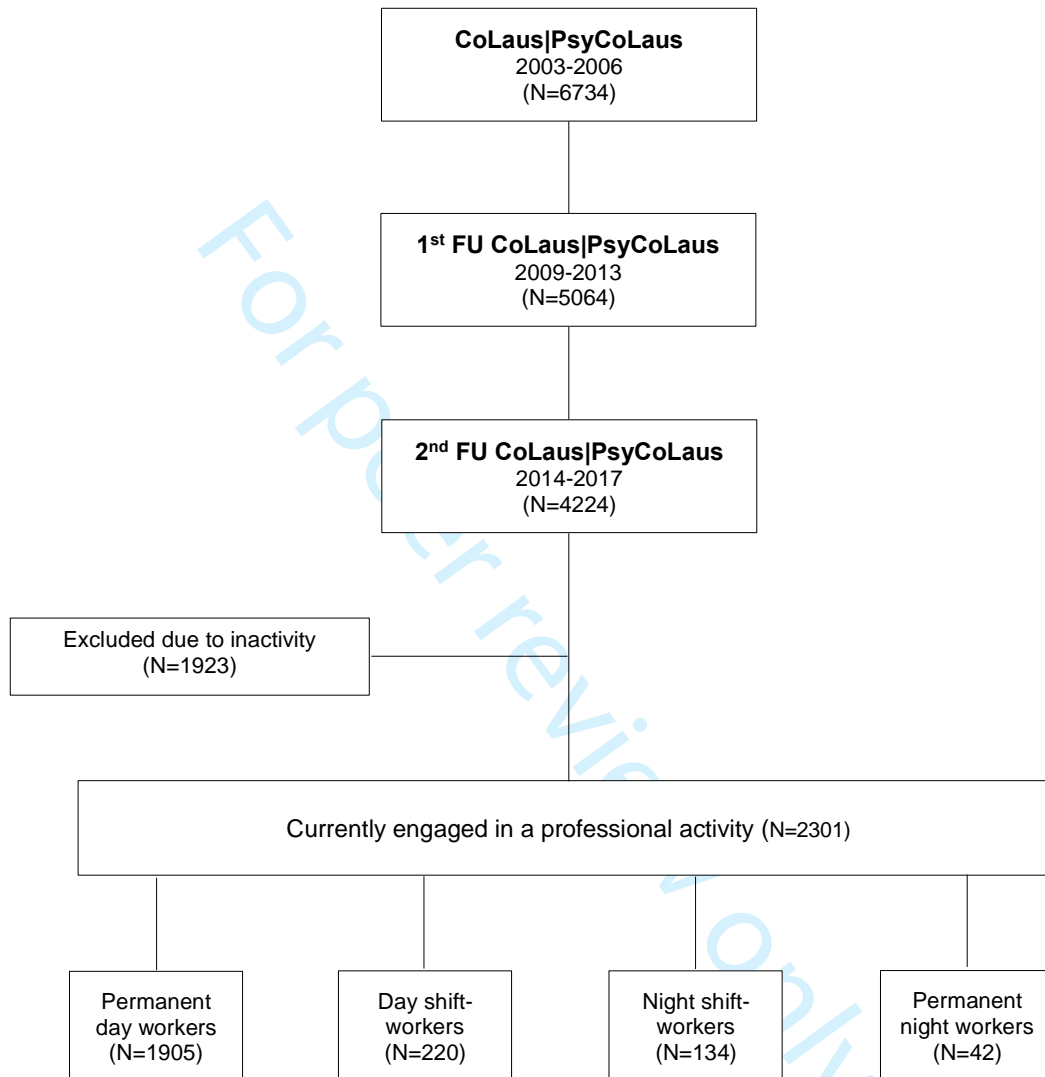 CoLaus|PsyCoLaus
2003-2006
(N=6734)
1st FU CoLaus|PsyCoLaus
2009-2013
(N=5064)
2nd FU CoLaus|PsyCoLaus
2014-2017
(N=4224)
Excluded due to inactivity
(N=1923)
Currently engaged in a professional activity (N=2301)
Permanent
day workers
(N=1905)
Day shift-
workers
(N=220)
Night shift-
workers
(N=134)
Permanent
night workers
(N=42)
For peer review only